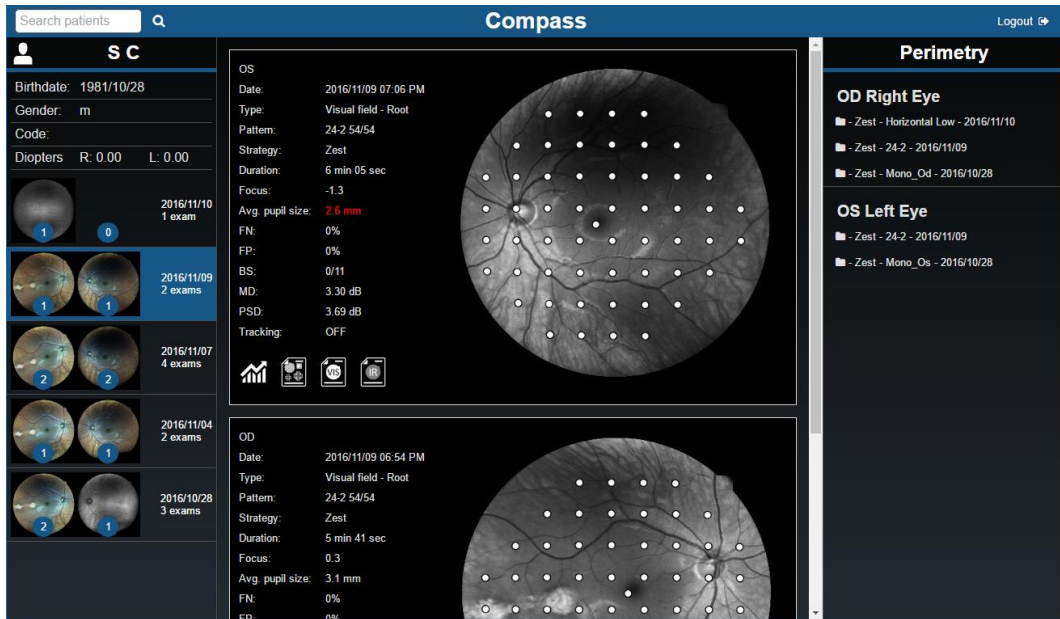 Search patients
Compass
Logout
S C
Birthdate: 1981/10/28
Gender: m
Code:
Diopters R: 0.00 L: 0.00
1 0 2016/11/10
1 exam
1 1 2016/11/09
2 exams
2 2 2016/11/07
4 exams
1 1 2016/11/04
2 exams
2 1 2016/10/28
3 exams
OS
Date: 2016/11/09 07:06 PM
Type: Visual field - Root
Pattern: 24-2 54/54
Strategy: Zest
Duration: 6 min 05 sec
Focus: -1.3
Avg. pupil size: 2.6 mm
FN: 0%
FP: 0%
BS: 0/11
MD: 3.30 dB
PSD: 3.69 dB
Tracking: OFF
VIS
IR
OD
Date: 2016/11/09 06:54 PM
Type: Visual field - Root
Pattern: 24-2 54/54
Strategy: Zest
Duration: 5 min 41 sec
Focus: 0.3
Avg. pupil size: 3.1 mm
FN: 0%
FP: 0%
Perimetry
OD Right Eye
- Zest - Horizontal Low - 2016/11/10
- Zest - 24-2 - 2016/11/09
- Zest - Mono_Od - 2016/10/28
OS Left Eye
- Zest - 24-2 - 2016/11/09
- Zest - Mono_Os - 2016/10/28